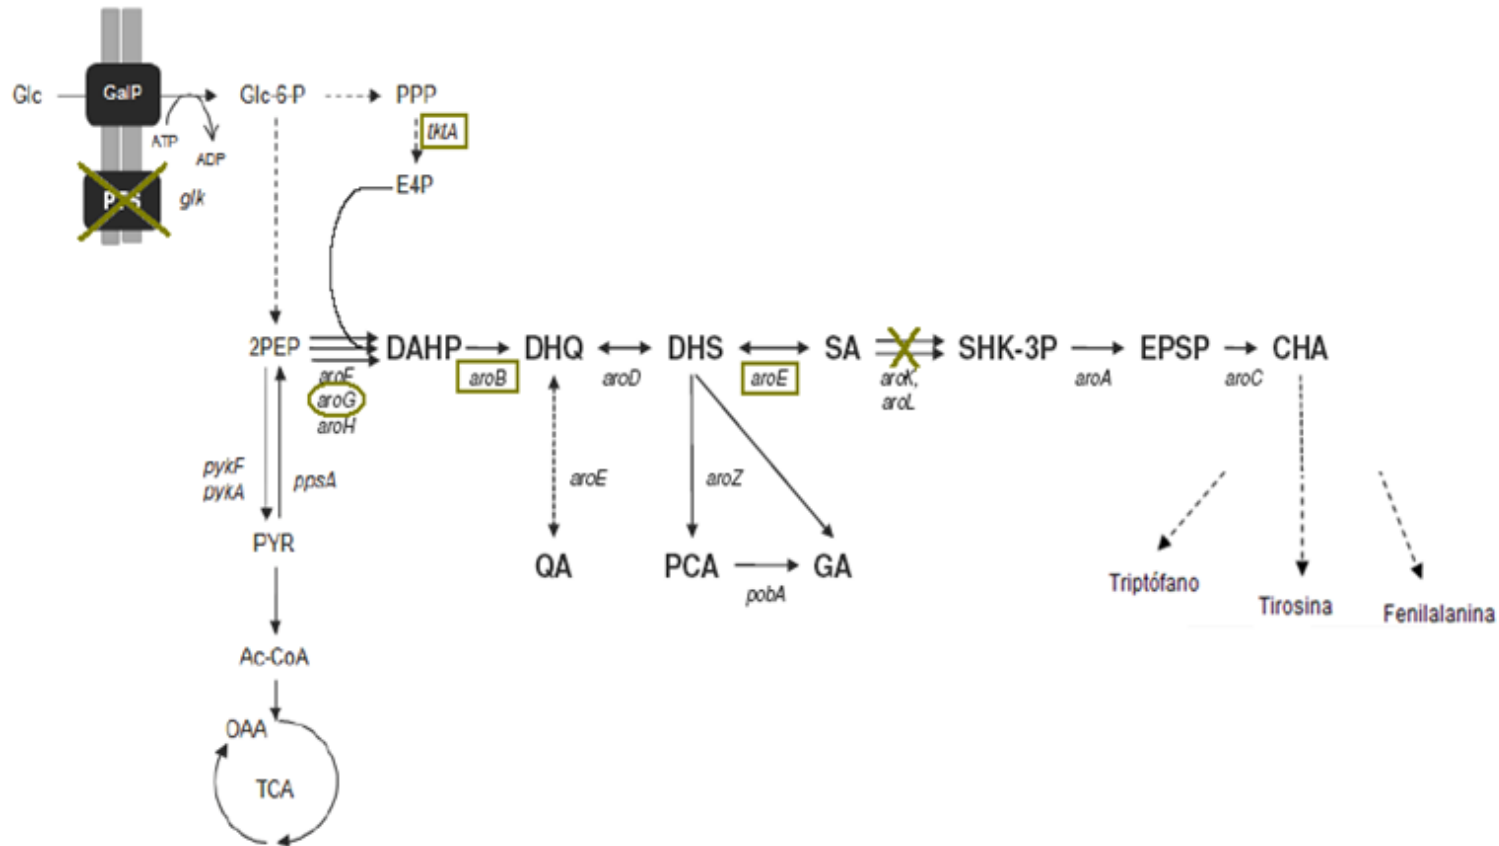 Glc
GalP
Glc-6-P
PPP
ATP
ADP
tktA
PTS
glk
E4P
2PEP
DAHP
DHQ
DHS
SA
SHK-3P
EPSP
CHA
aroF
aroG
aroH
aroB
aroD
aroE
aroK,
aroL
aroA
aroC
pykF
pykA
ppsA
aroE
aroZ
PYR
QA
PCA
GA
pobA
Triptófano
Tirosina
Fenilalanina
Ac-CoA
OAA
TCA